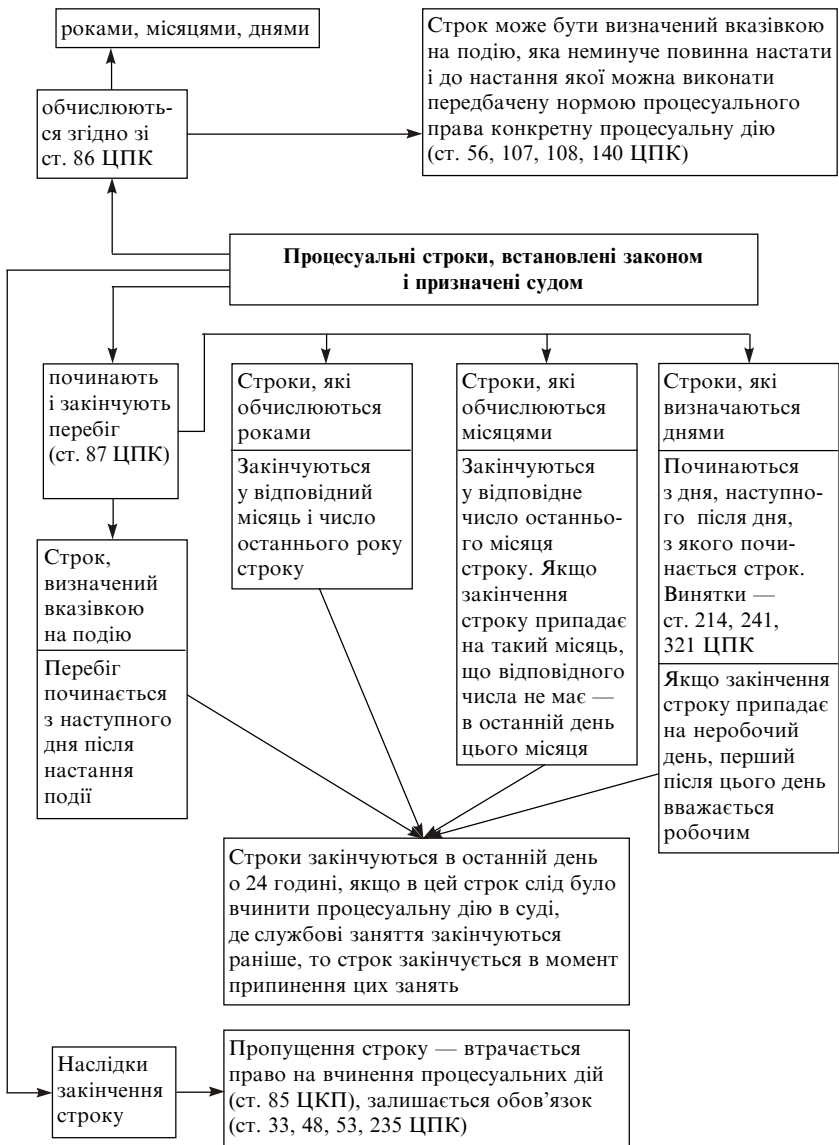 роками, місяцями, днями
Строк може бути визначений вказівкою
на подію, яка неминуче повинна настати
і до настання якої можна виконати
передбачену нормою процесуального
права конкретну процесуальну дію
(ст. 56, 107, 108, 140 ЦПК)
обчислюють-
ся згідно зі
ст. 86 ЦПК
Процесуальні строки, встановлені законом
і призначені судом
починають
і закінчують
перебіг
(ст. 87 ЦПК)
Строки, які
обчислюються
роками
Закінчуються
у відповідний
місяць і число
останнього року
строку
Строки, які
обчислюються
місяцями
Закінчуються
у відповідне
число останньо-
го місяця
строку. Якщо
закінчення
строку припадає
на такий місяць,
що відповідного
числа не має —
в останній день
цього місяця
Строки, які
визначаються
днями
Починаються
з дня, наступно-
го після дня,
з якого почи-
нається строк.
Винятки —
ст. 214, 241,
321 ЦПК
Якщо закінчення
строку припадає
на неробочий
день, перший
після цього день
вважається
робочим
Строк,
визначений
вказівкою
на подію
Перебіг
починається
з наступного
дня після
настання
події
Строки закінчуються в останній день
о 24 годині, якщо в цей строк слід було
вчинити процесуальну дію в суді,
де службові заняття закінчуються
раніше, то строк закінчується в момент
припинення цих занять
Наслідки
закінчення
строку
Пропущення строку — втрачається
право на вчинення процесуальних дій
(ст. 85 ЦКП), залишається обов'язок
(ст. 33, 48, 53, 235 ЦПК)